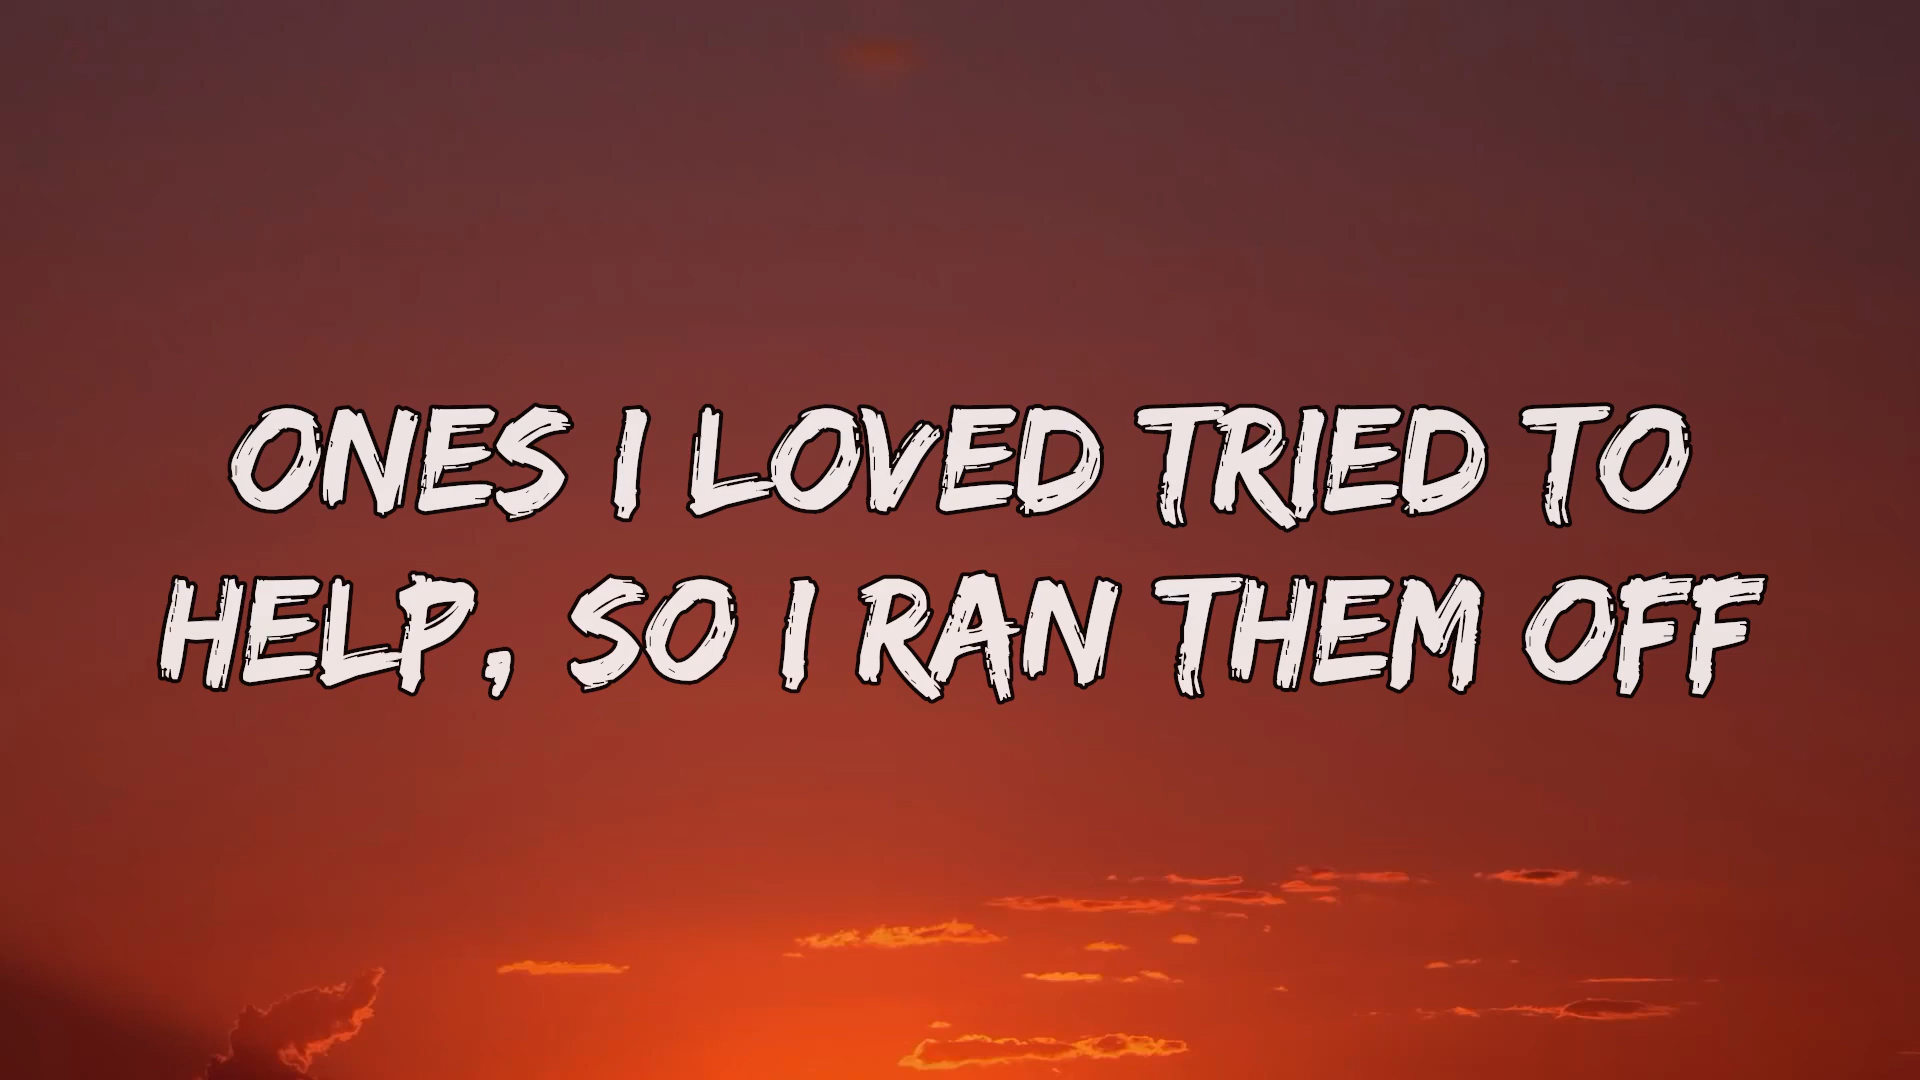 ONES I LOVED TRIED TO
HELP, SO I RAN THEM OFF